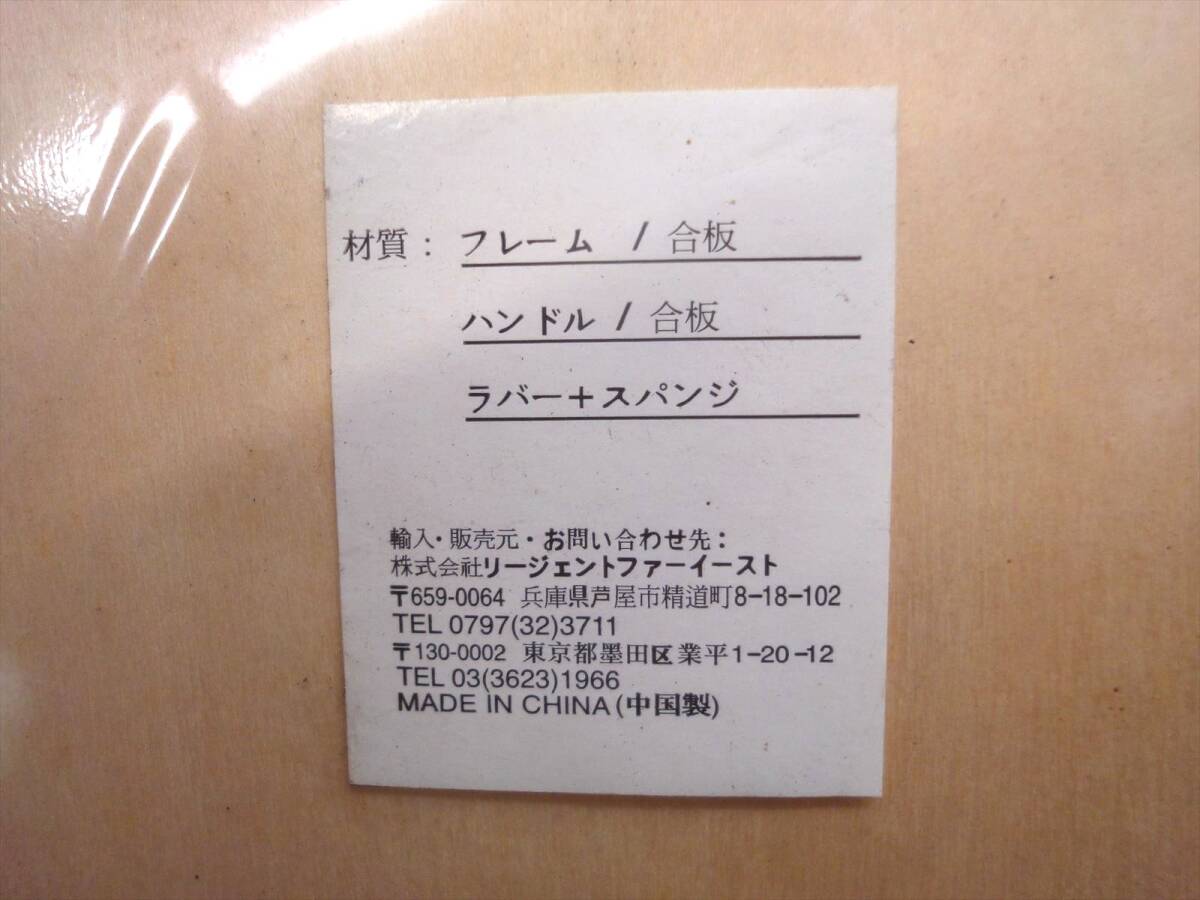 材質： フレーム / 合板
ハンドル / 合板
ラバー＋スパンジ
輸入・販売元・お問い合わせ先：
株式会社リージェントファーイースト
〒659-0064 兵庫県芦屋市精道町8-18-102
TEL 0797(32)3711
〒130-0002 東京都墨田区業平1-20-12
TEL 03(3623)1966
MADE IN CHINA (中国製)